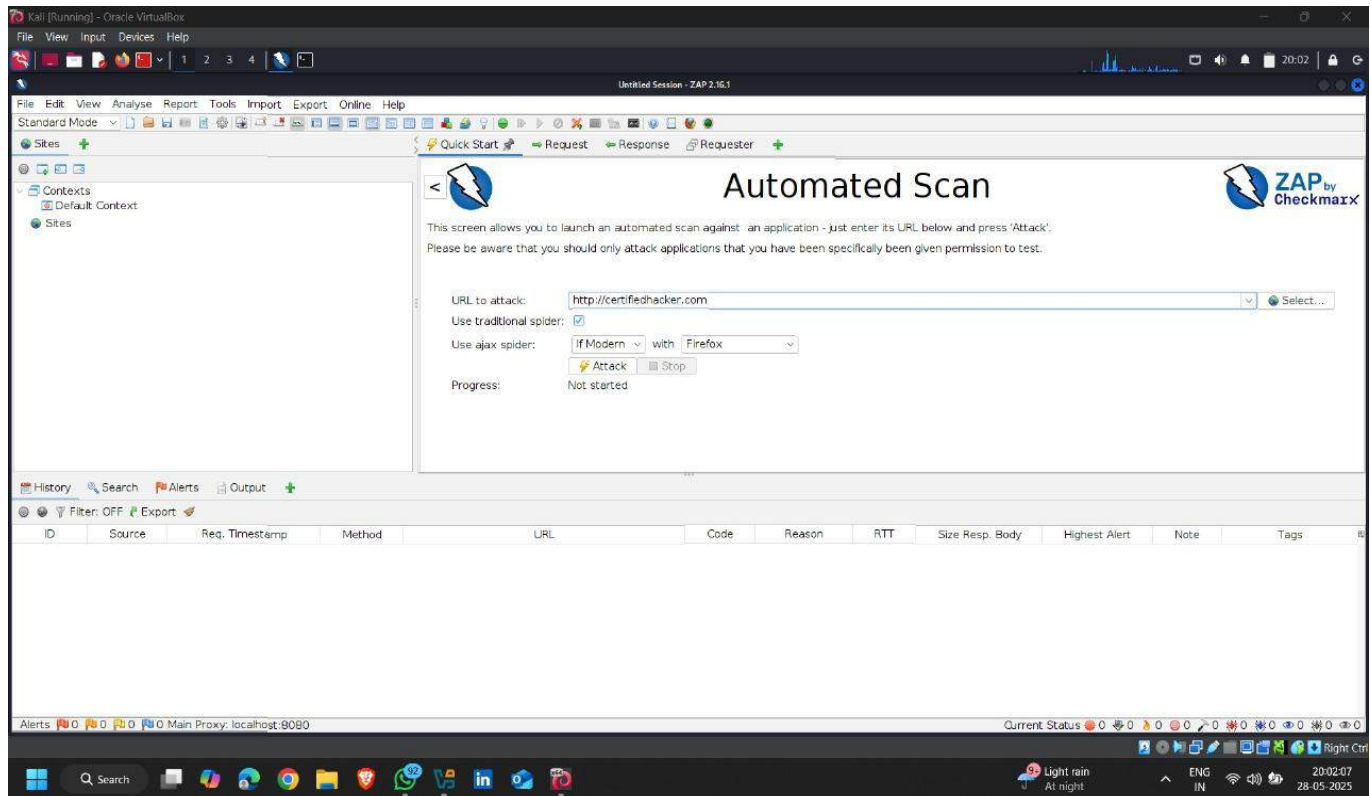 Kali [Running] - Oracle VirtualBox
File View Input Devices Help
1 2 3 4
20:02
Untitled Session - ZAP 2.16.1
File Edit View Analyse Report Tools Import Export Online Help
Standard Mode
Sites
Quick Start Request Response Requester
Contexts
Default Context
Sites
<
Automated Scan
ZAP by
Checkmarx
This screen allows you to launch an automated scan against an application - just enter its URL below and press 'Attack'.
Please be aware that you should only attack applications that you have been specifically been given permission to test.
URL to attack: http://certifiedhacker.com Select...
Use traditional spider:
Use ajax spider: If Modern with Firefox
Attack Stop
Progress: Not started
History Search Alerts Output
Filter: OFF Export
ID Source Req. Timestamp Method URL Code Reason RTT Size Resp. Body Highest Alert Note Tags
Alerts 0 0 0 0 Main Proxy: localhost:8080 Current Status 0 0 0 0 0 0 0 0 0 0
Right Ctrl
Search
92
9+
Light rain
At night
ENG
IN
20:02:07
28-05-2025